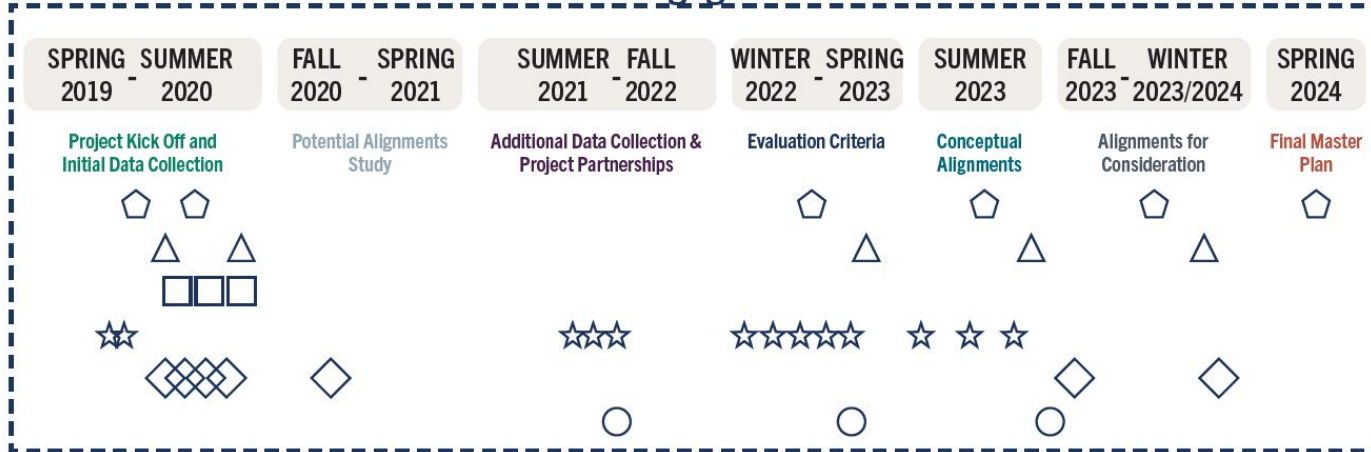 SPRING - SUMMER
2019 2020
FALL - SPRING
2020 2021
SUMMER - FALL
2021 2022
WINTER - SPRING
2022 2023
SUMMER
2023
FALL - WINTER
2023 2023/2024
SPRING
2024
Project Kick Off and
Initial Data Collection
Potential Alignments
Study
Additional Data Collection &
Project Partnerships
Evaluation Criteria
Conceptual
Alignments
Alignments for
Consideration
Final Master
Plan